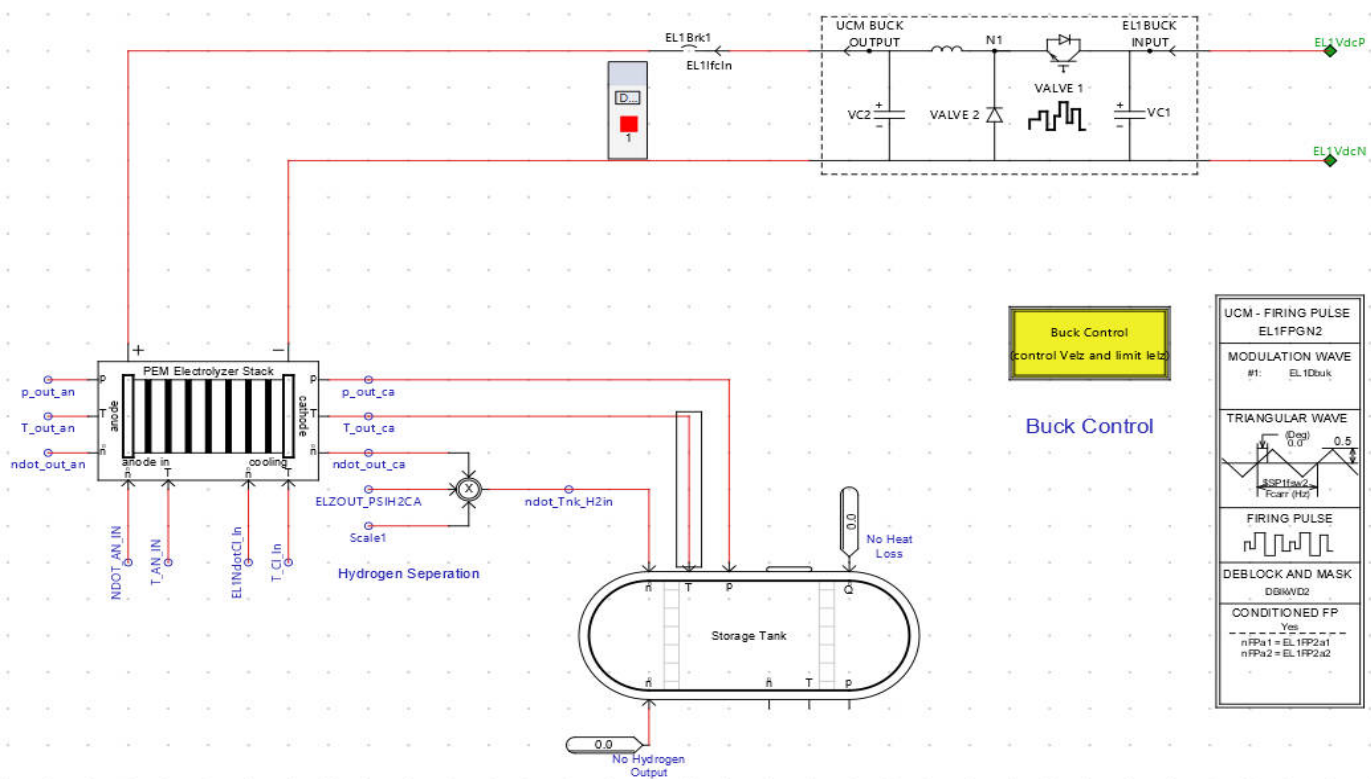 UCM BUCK
OUTPUT
N1
EL1BUCK
INPUT
EL1Brk1
EL1IfcIn
EL1VdcP
D...
1
VC2
VALVE 2
VALVE 1
VC1
+
−
+
−
EL1VdcN
+
−
PEM Electrolyzer Stack
p_out_an
T_out_an
ndot_out_an
p
T
n̈
anode
cathode
p
T
n̈
p_out_ca
T_out_ca
ndot_out_ca
anode in
cooling
n̈
T
n̈
T
NDOT_AN_IN
T_AN_IN
EL1NdotCl_In
T_Cl_In
ELZOUT_PSIH2CA
X
Scale1
ndot_Tnk_H2in
Hydrogen Seperation
0.0
No Heat
Loss
n̈
T
P
Q
Storage Tank
n̈
n̈
T
p
0.0
No Hydrogen
Output
Buck Control
(control Velz and limit Ielz)
Buck Control
UCM - FIRING PULSE
EL1FPGN2
MODULATION WAVE
#1: EL1Dbuk
TRIANGULAR WAVE
(Deg)
0.0
0.5
$SP1fsw2
Fcarr (Hz)
FIRING PULSE
DEBLOCK AND MASK
CONDITIONED FP
Yes
nFPa1 = EL1FP2a1
nFPa2 = EL1FP2a2